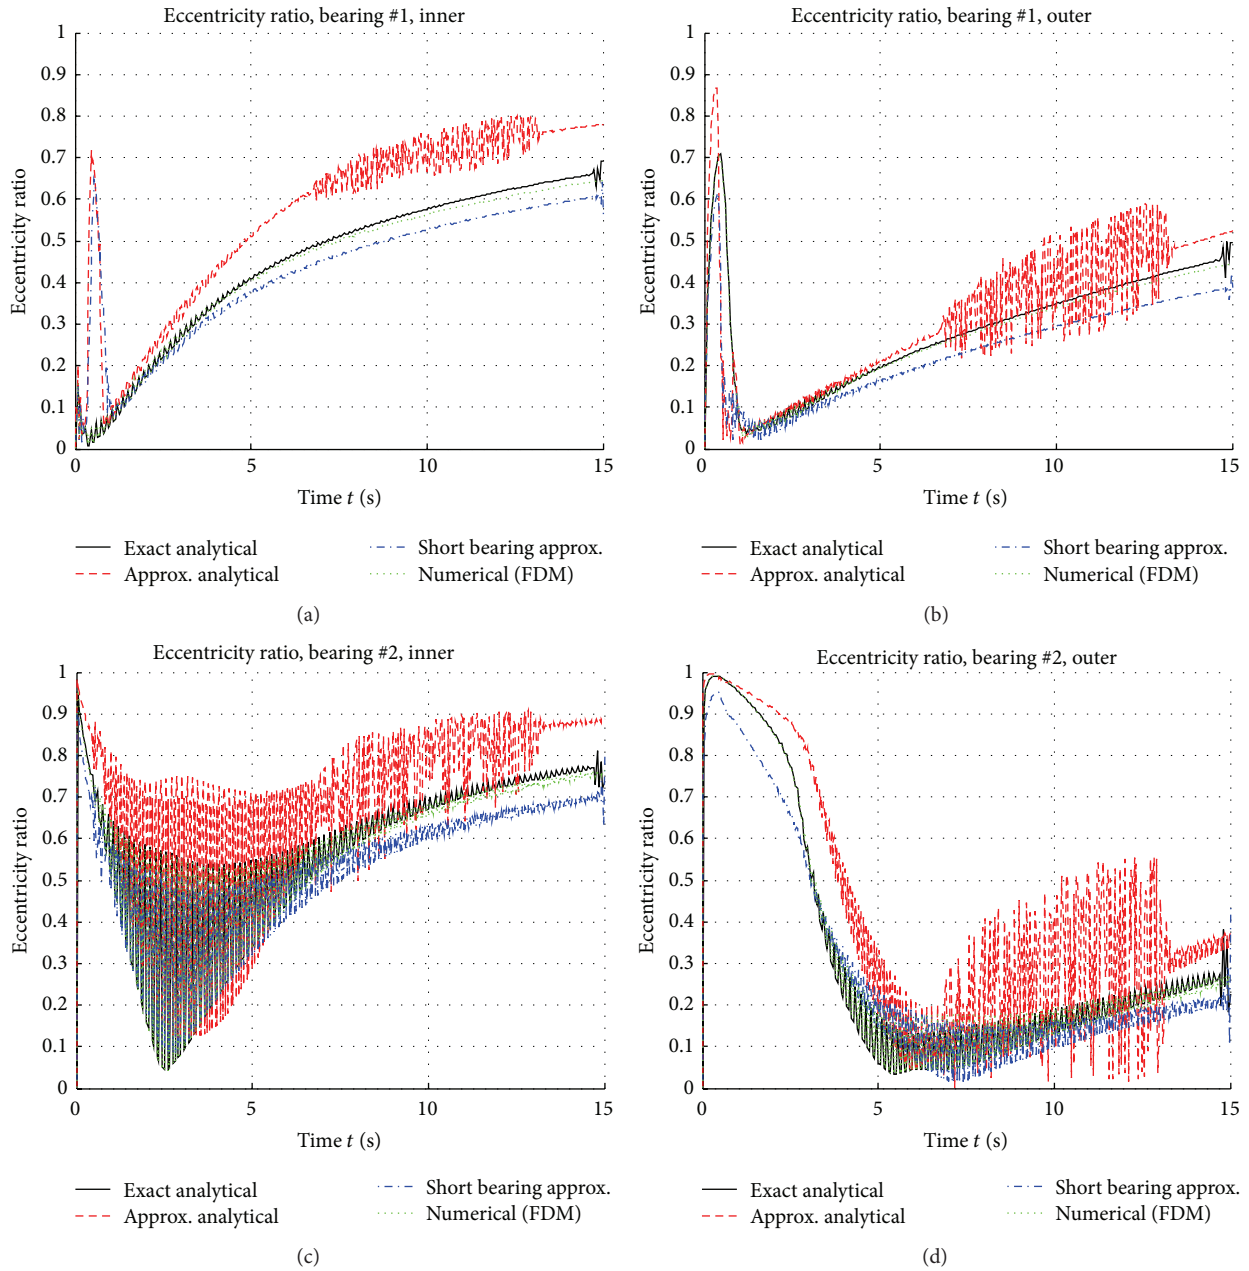 Eccentricity ratio, bearing #1, inner
1
0.9
0.8
0.7
0.6
0.5
0.4
0.3
0.2
0.1
0
Eccentricity ratio
0 5 10 15
Time t (s)
Exact analytical
Approx. analytical
Short bearing approx.
Numerical (FDM)
(a)
Eccentricity ratio, bearing #1, outer
1
0.9
0.8
0.7
0.6
0.5
0.4
0.3
0.2
0.1
0
Eccentricity ratio
0 5 10 15
Time t (s)
Exact analytical
Approx. analytical
Short bearing approx.
Numerical (FDM)
(b)
Eccentricity ratio, bearing #2, inner
1
0.9
0.8
0.7
0.6
0.5
0.4
0.3
0.2
0.1
0
Eccentricity ratio
0 5 10 15
Time t (s)
Exact analytical
Approx. analytical
Short bearing approx.
Numerical (FDM)
(c)
Eccentricity ratio, bearing #2, outer
1
0.9
0.8
0.7
0.6
0.5
0.4
0.3
0.2
0.1
0
Eccentricity ratio
0 5 10 15
Time t (s)
Exact analytical
Approx. analytical
Short bearing approx.
Numerical (FDM)
(d)